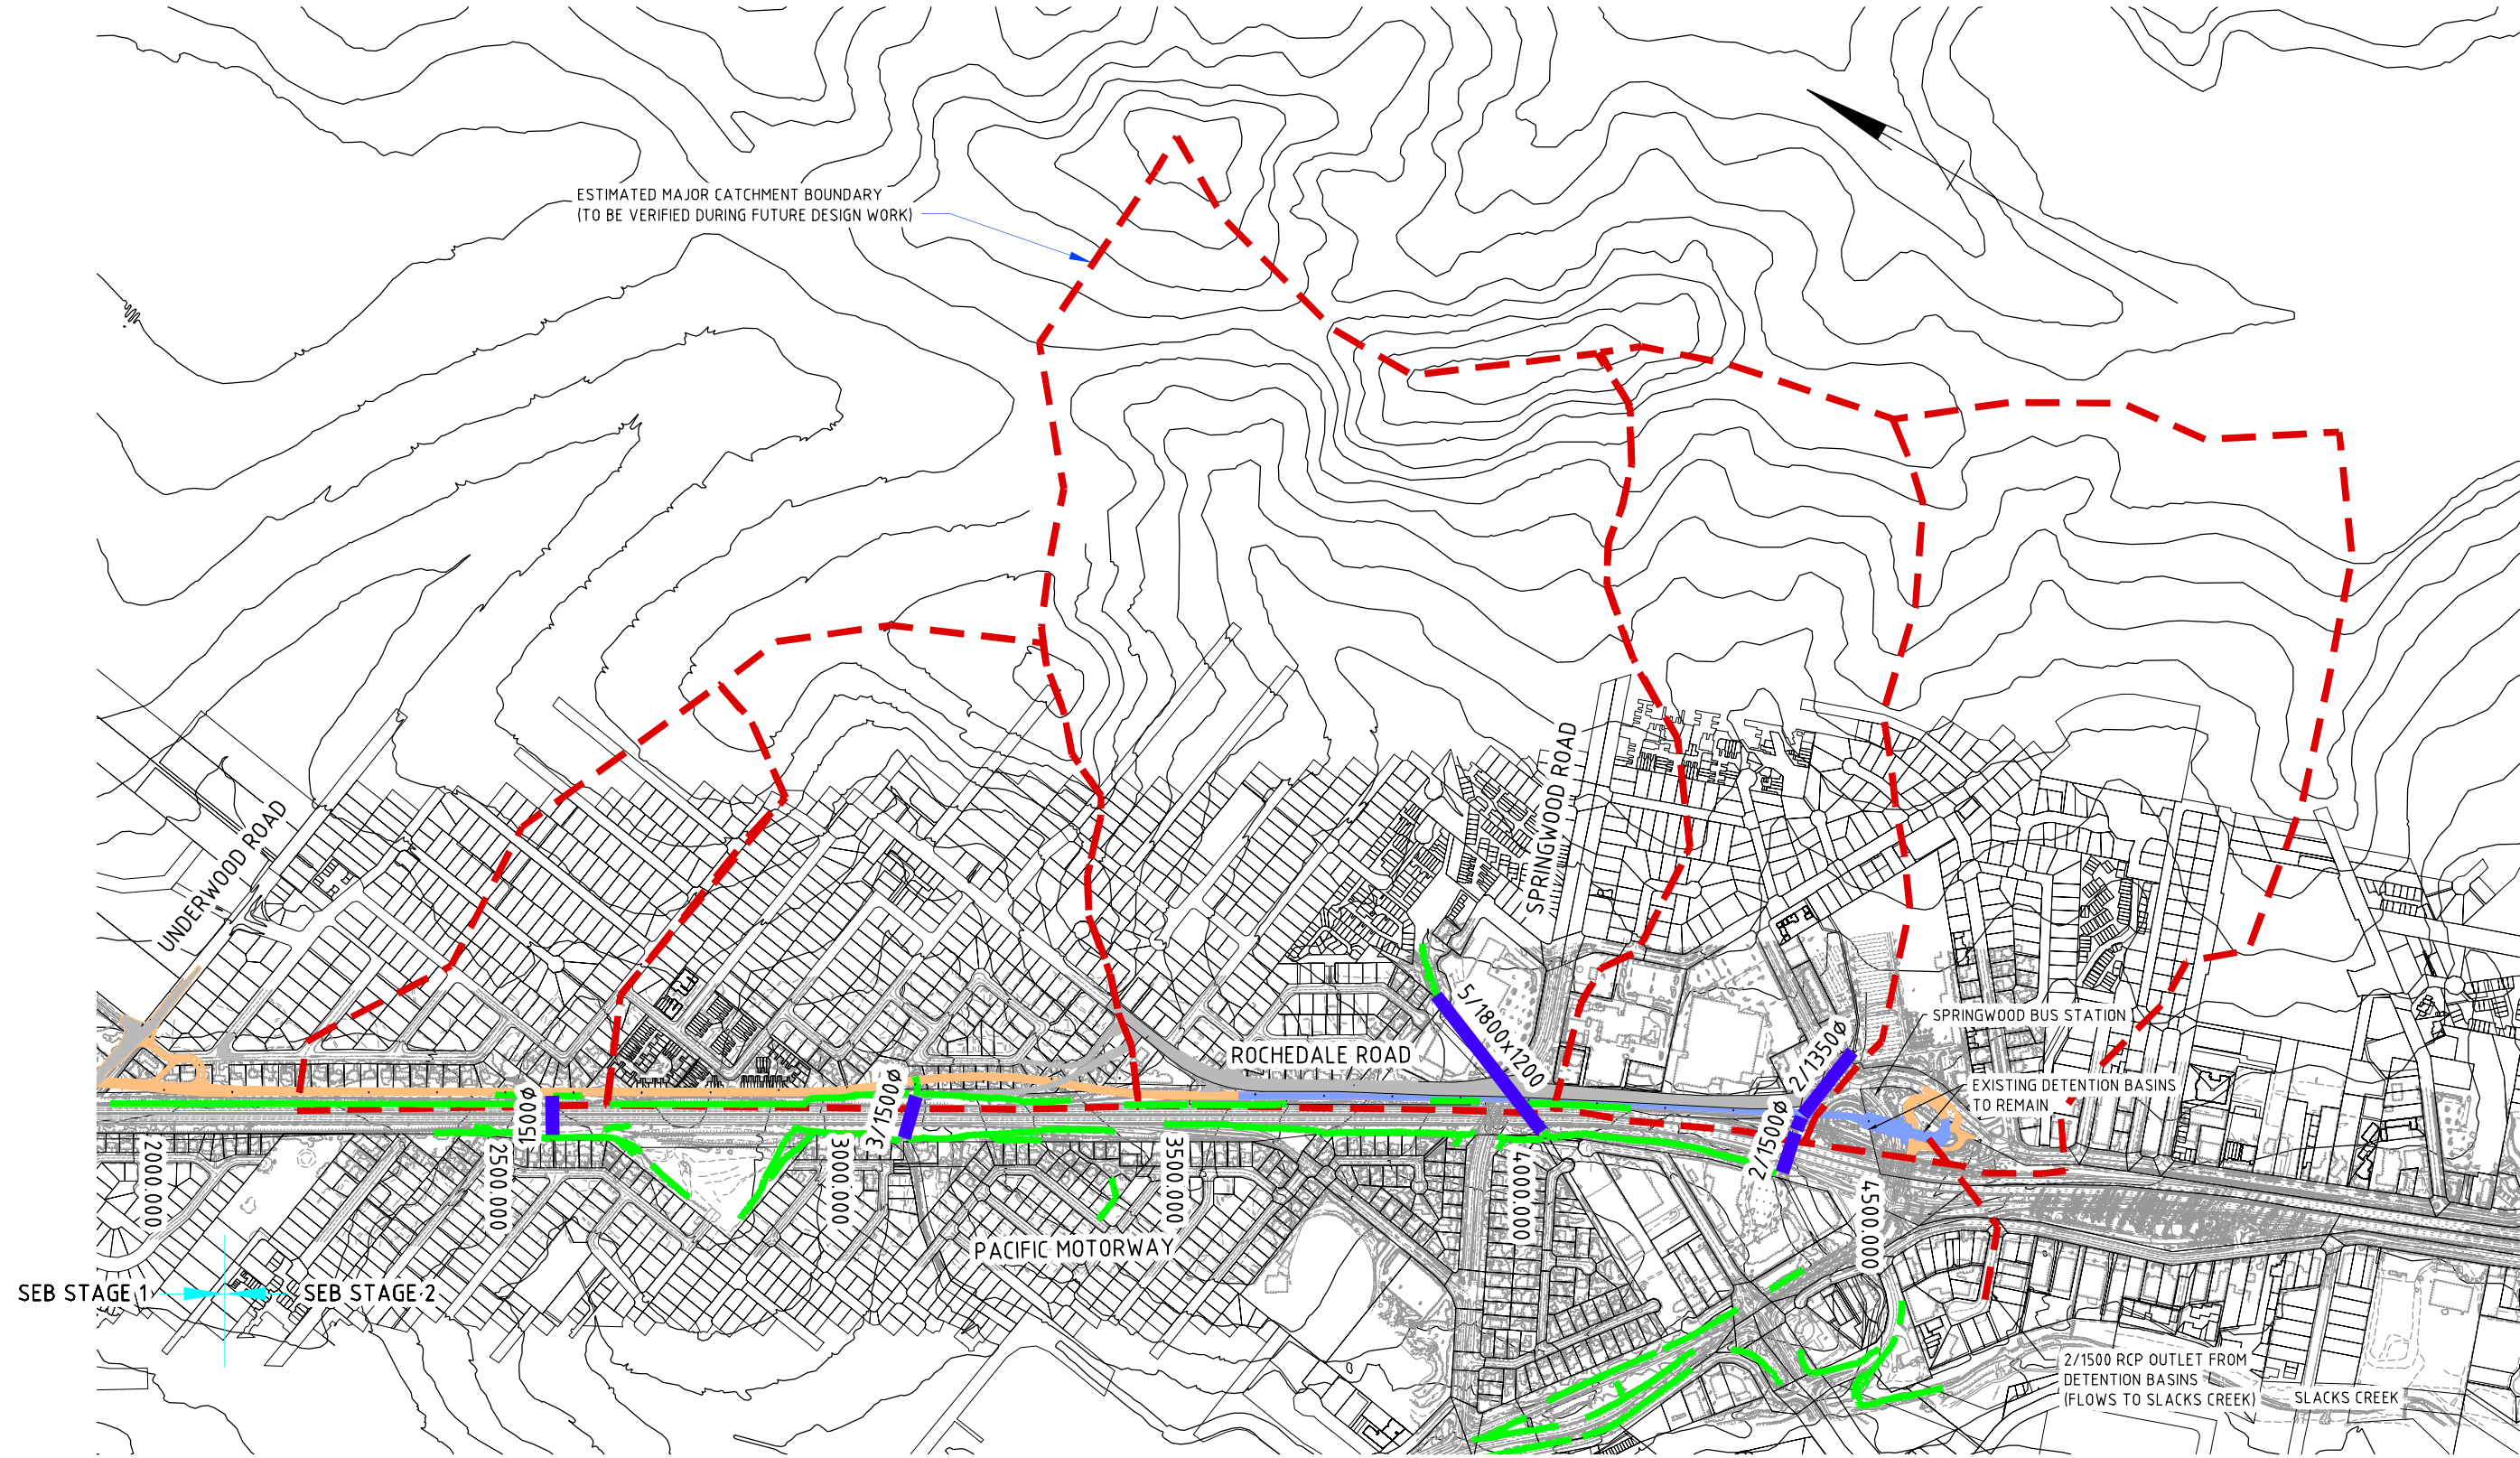 ESTIMATED MAJOR CATCHMENT BOUNDARY
(TO BE VERIFIED DURING FUTURE DESIGN WORK)
UNDERWOOD ROAD
SPRINGWOOD ROAD
5/1800x1200
SPRINGWOOD BUS STATION
2/1350Ø
ROCHEDALE ROAD
EXISTING DETENTION BASINS
TO REMAIN
1500Ø
3/1500Ø
2/1500Ø
2000.000
2500.000
3000.000
3500.000
4000.000
4500.000
PACIFIC MOTORWAY
SEB STAGE 1
SEB STAGE 2
2/1500 RCP OUTLET FROM
DETENTION BASINS
(FLOWS TO SLACKS CREEK)
SLACKS CREEK